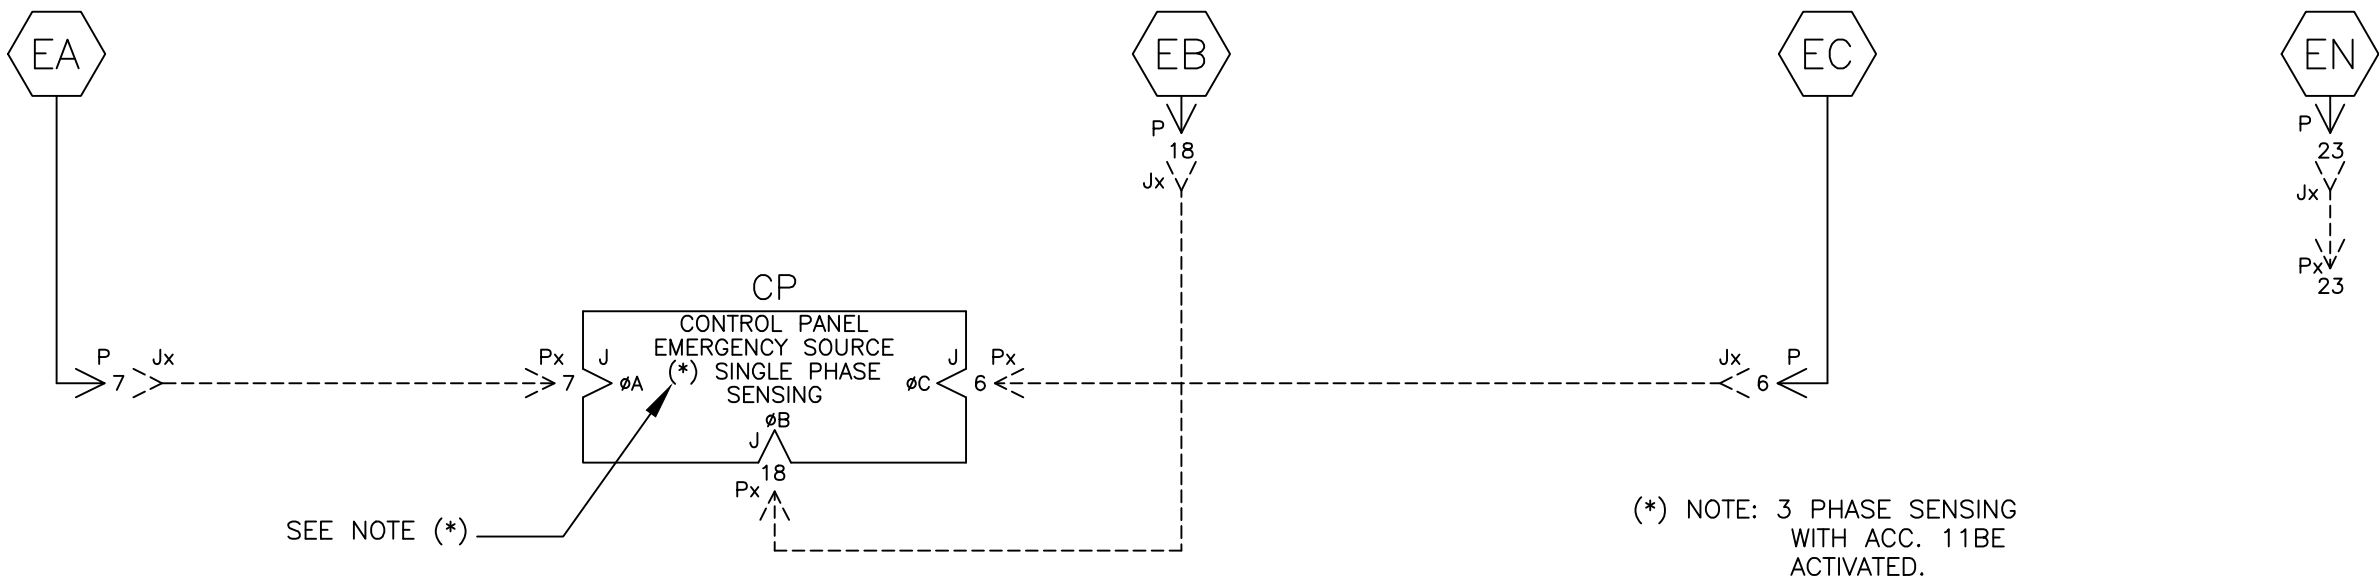 EA
EB
EC
EN
P
18
Jx
P
23
Jx
Px
23
CP
CONTROL PANEL
EMERGENCY SOURCE
(*) SINGLE PHASE
SENSING
P
7
Jx
Px
7
J
øA
øB
J
18
Px
øC
J
6
Px
Jx
6
P
SEE NOTE (*)
(*) NOTE: 3 PHASE SENSING
WITH ACC. 11BE
ACTIVATED.